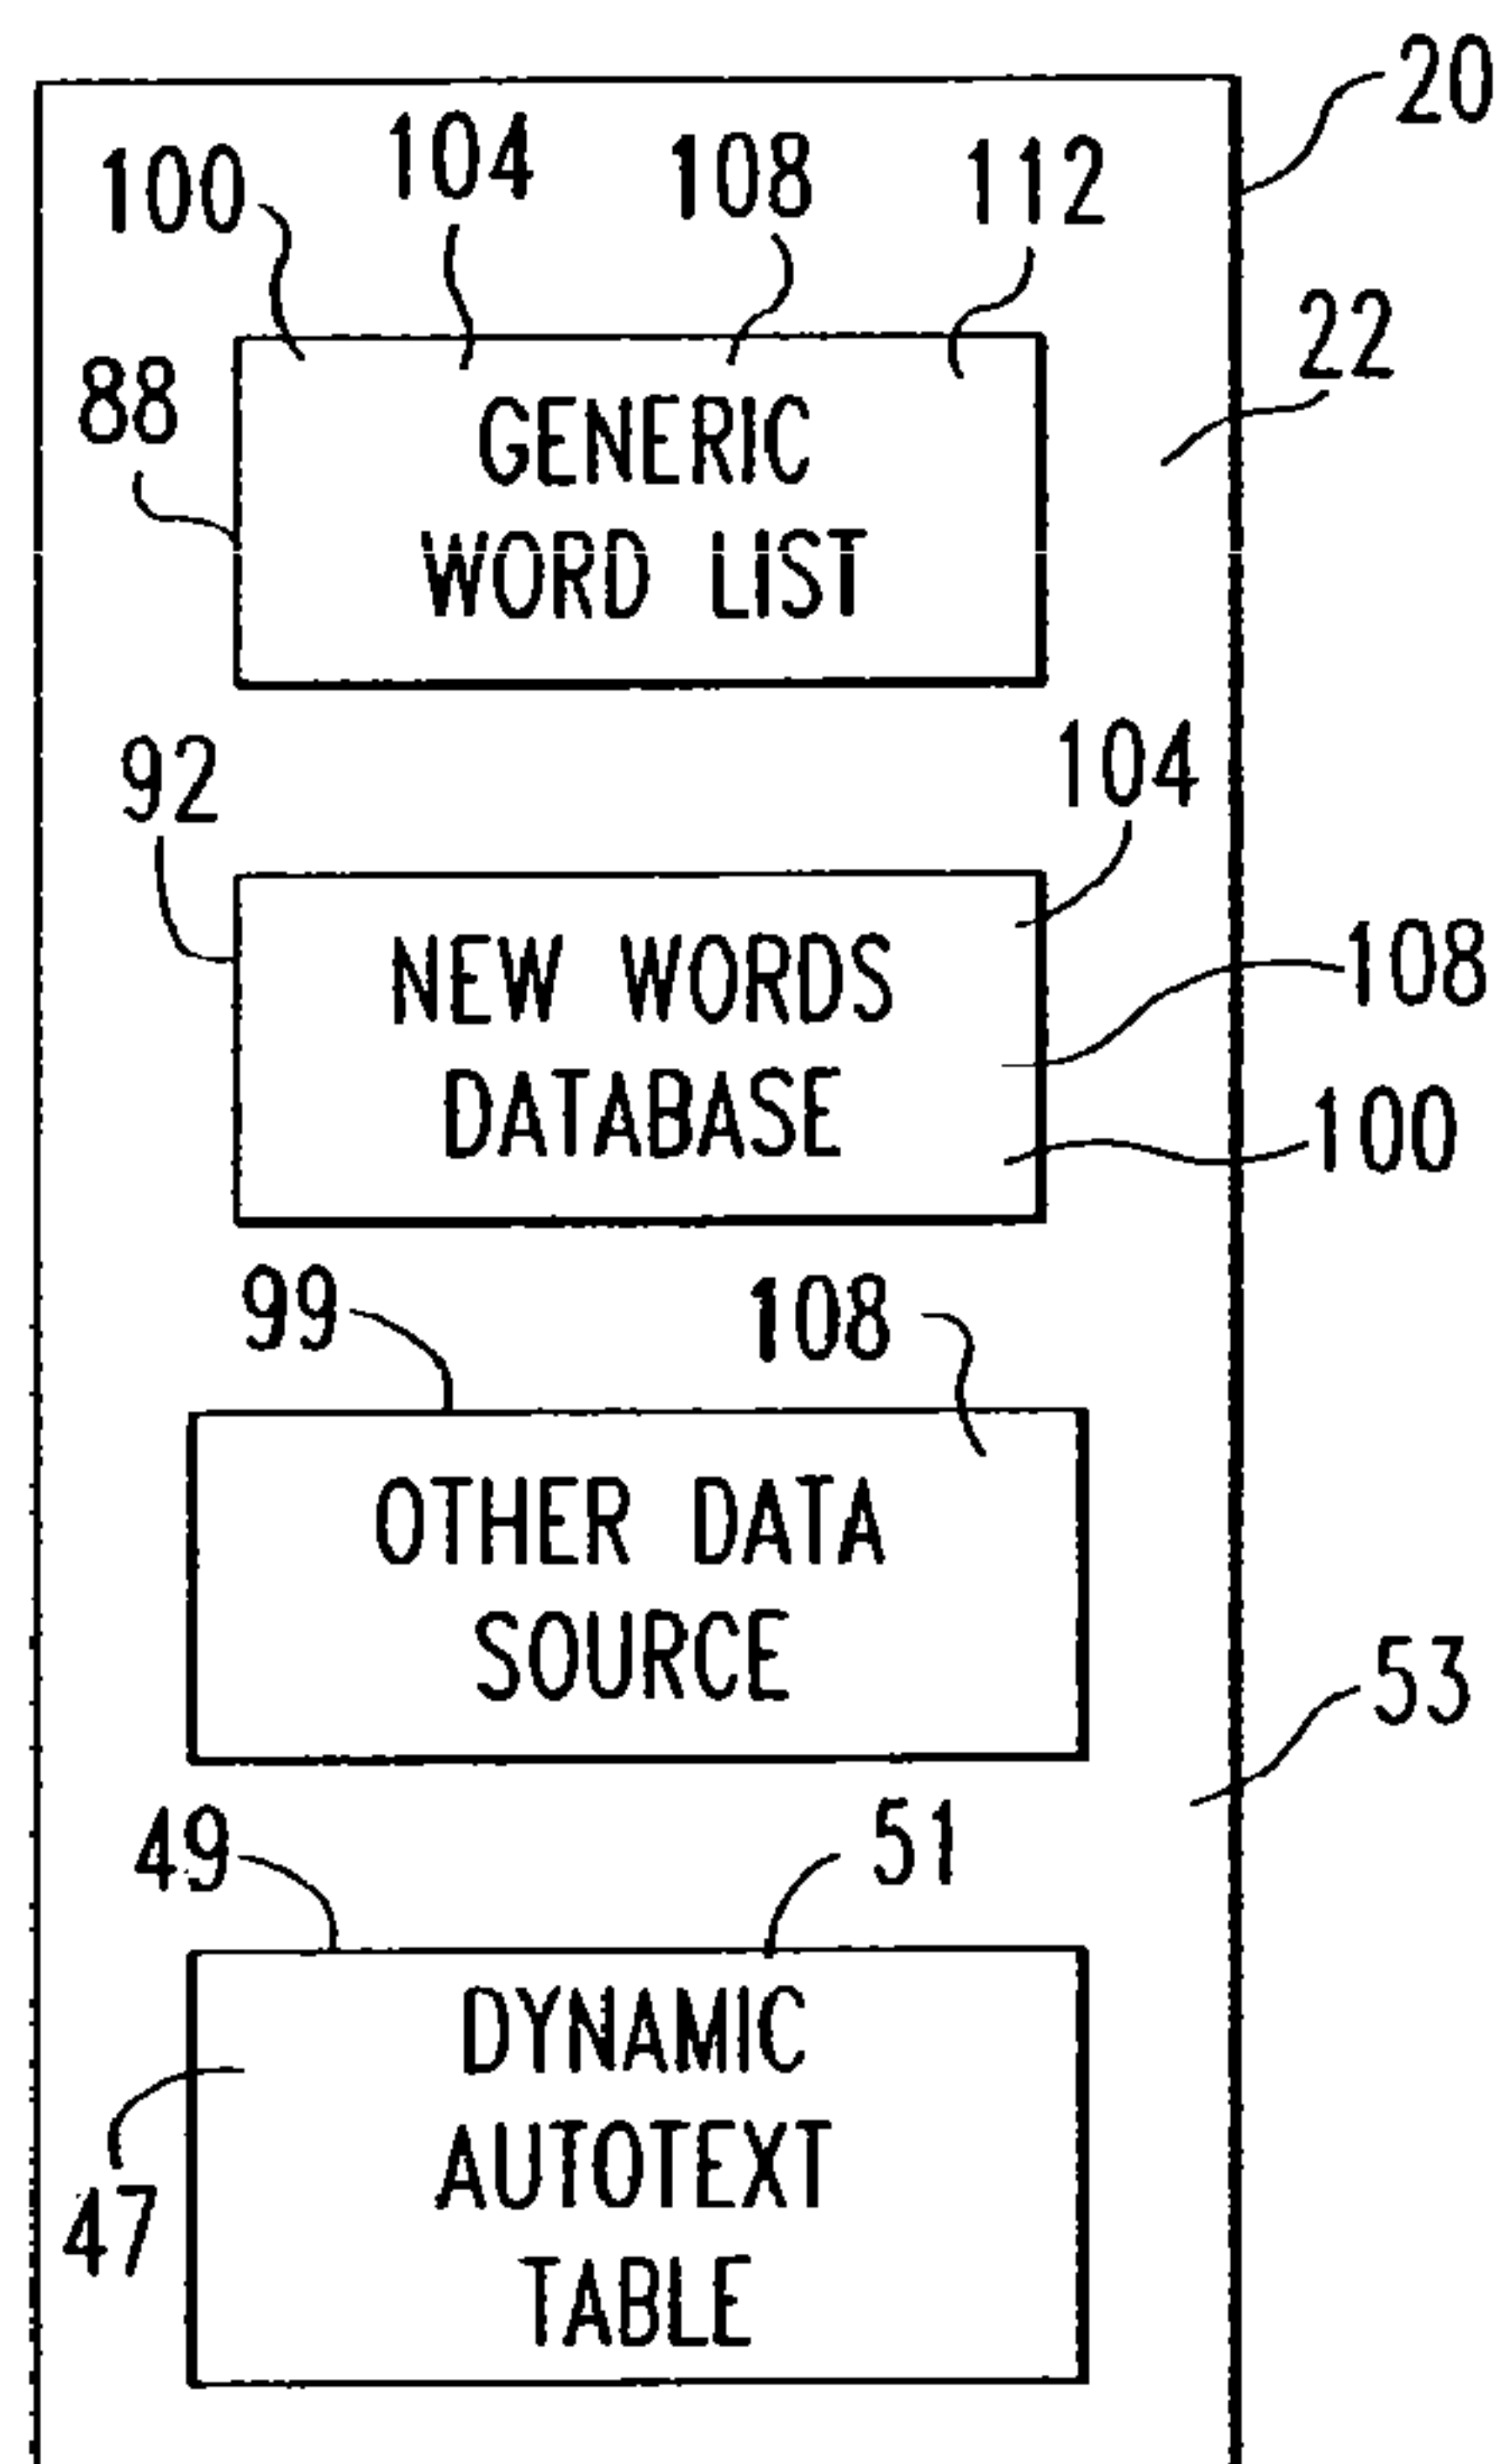 20
104
108
112
100
22
88
GENERIC
WORD LIST
104
92
108
NEW WORDS
DATABASE
100
99
108
OTHER DATA
SOURCE
53
49
51
DYNAMIC
AUTOTEXT
TABLE
47